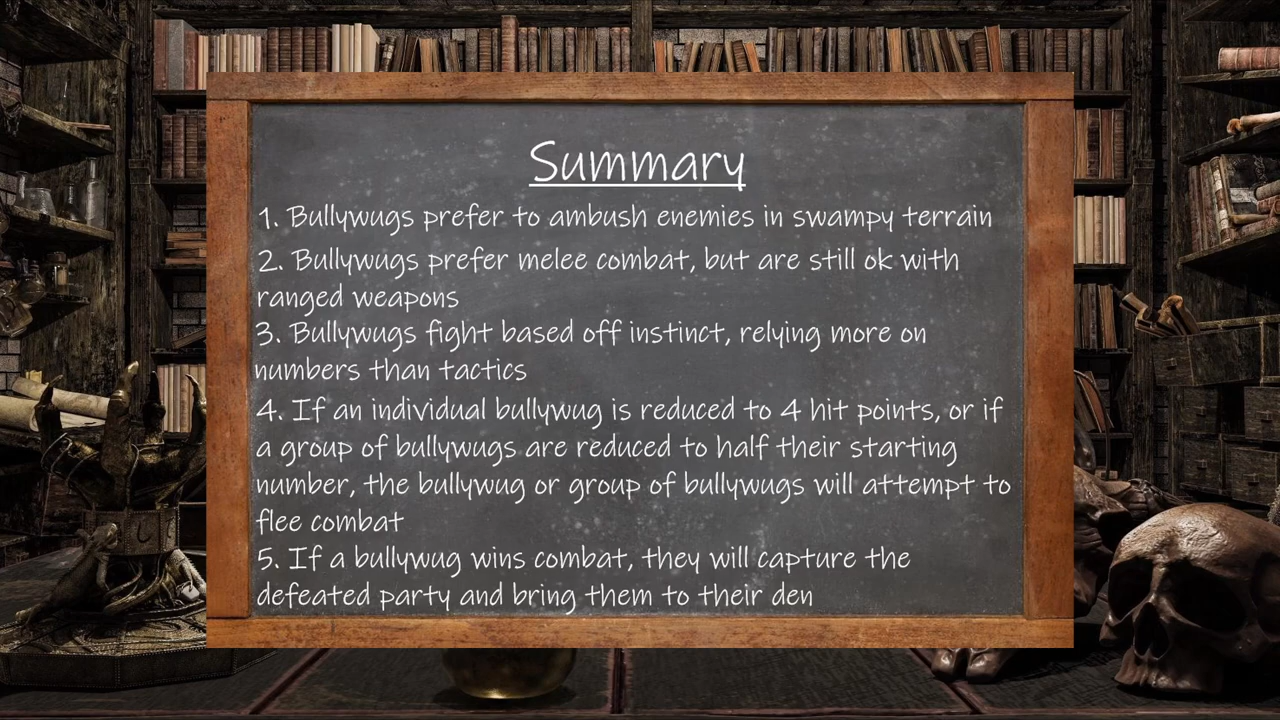 Summary
1. Bullywugs prefer to ambush enemies in swampy terrain
2. Bullywugs prefer melee combat, but are still ok with
ranged weapons
3. Bullywugs fight based off instinct, relying more on
numbers than tactics
4. If an individual bullywug is reduced to 4 hit points, or if
a group of bullywugs are reduced to half their starting
number, the bullywug or group of bullywugs will attempt to
flee combat
5. If a bullywug wins combat, they will capture the
defeated party and bring them to their den